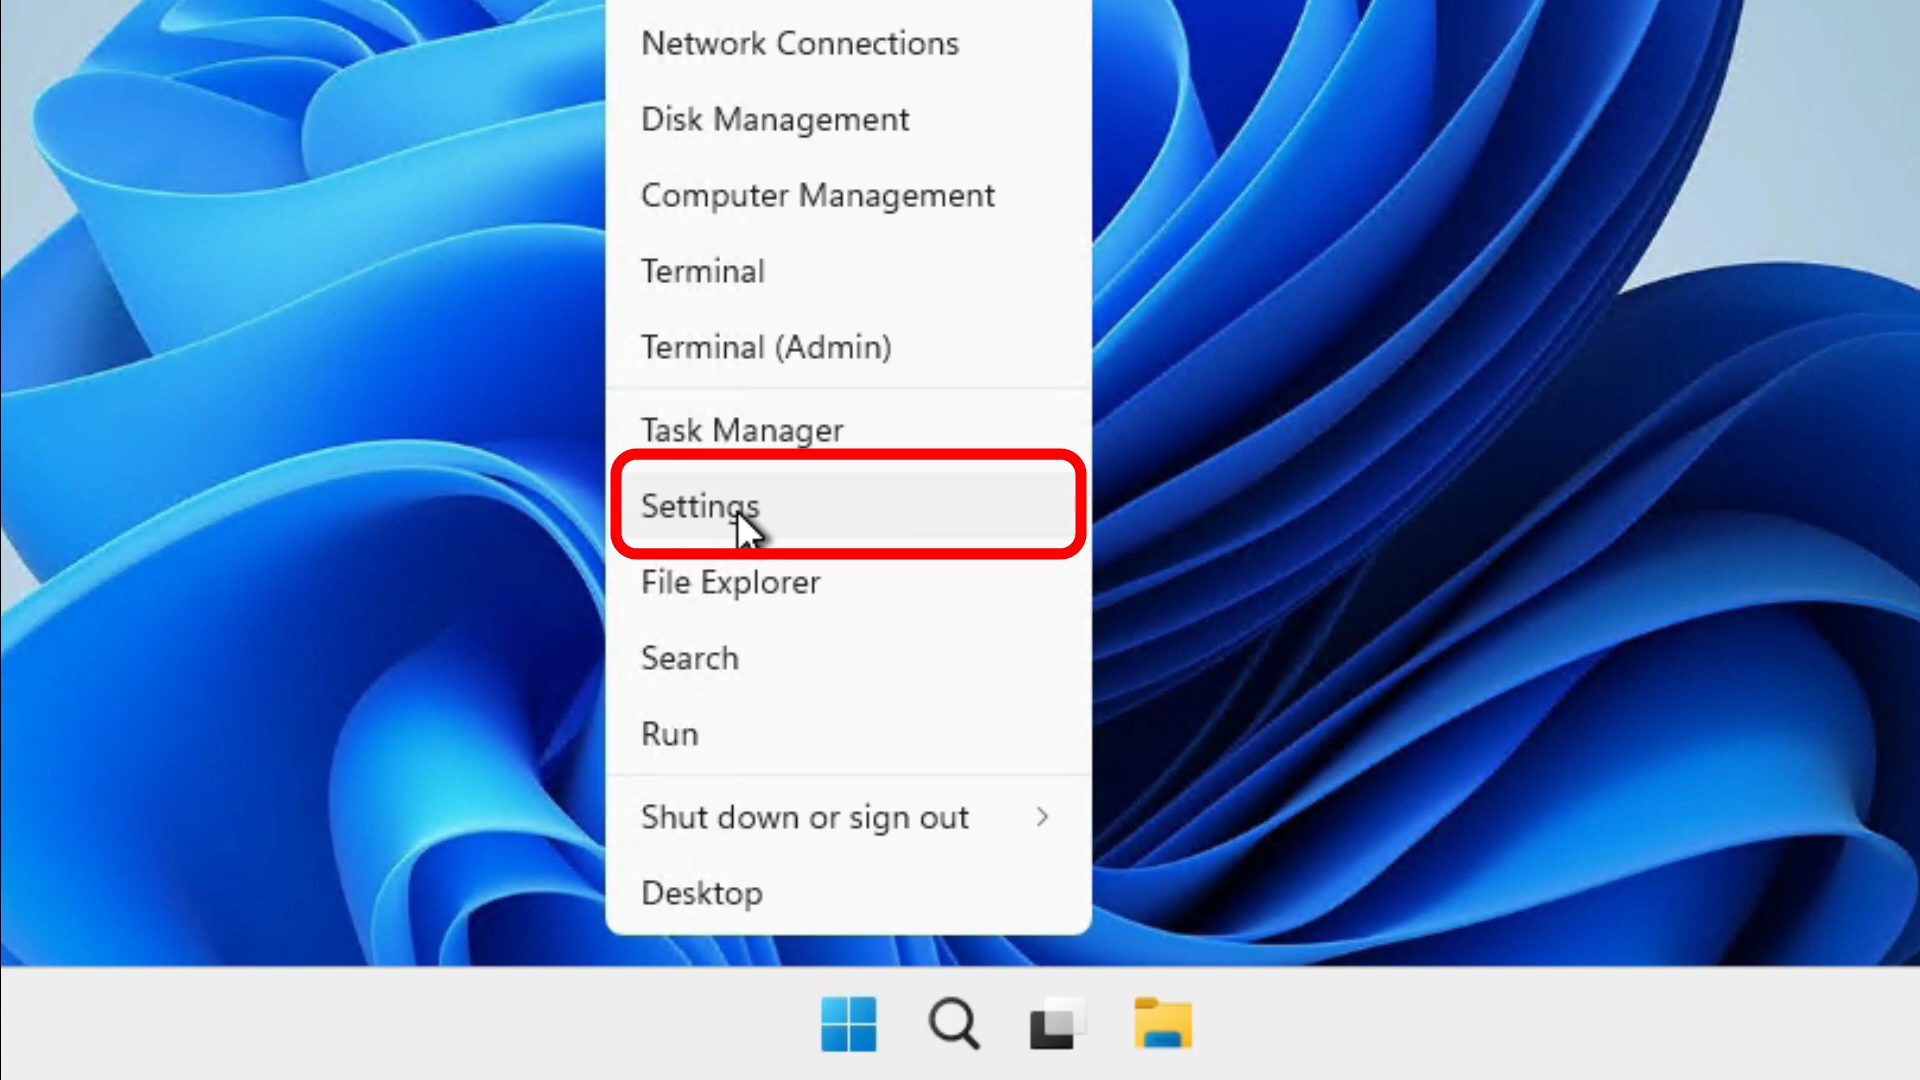 Network Connections
Disk Management
Computer Management
Terminal
Terminal (Admin)
Task Manager
Settings
File Explorer
Search
Run
Shut down or sign out
Desktop